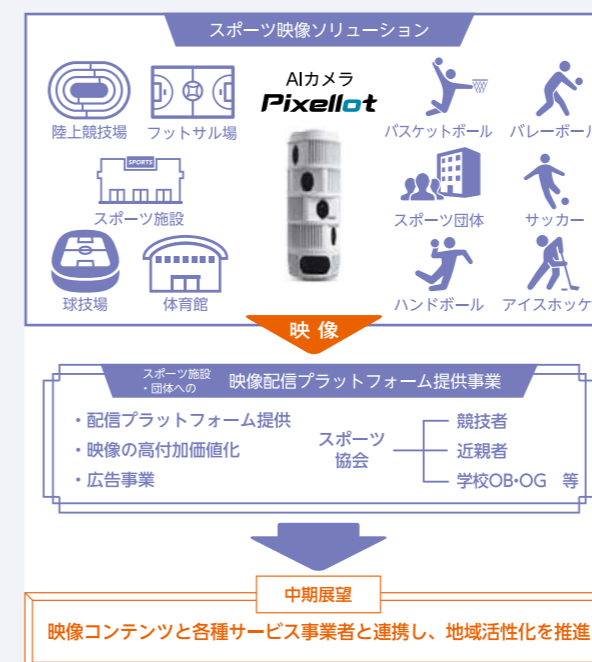 スポーツ映像ソリューション
陸上競技場
フットサル場
SPORTS
スポーツ施設
球技場
体育館
AIカメラ
Pixellot
バスケットボール
バレーボール
スポーツ団体
サッカー
ハンドボール
アイスホッケ
映像
スポーツ施設
・団体への
映像配信プラットフォーム提供事業
・配信プラットフォーム提供
・映像の高付加価値化
・広告事業
スポーツ
協会
競技者
近親者
学校OB・OG 等
中期展望
映像コンテンツと各種サービス事業者と連携し、地域活性化を推進